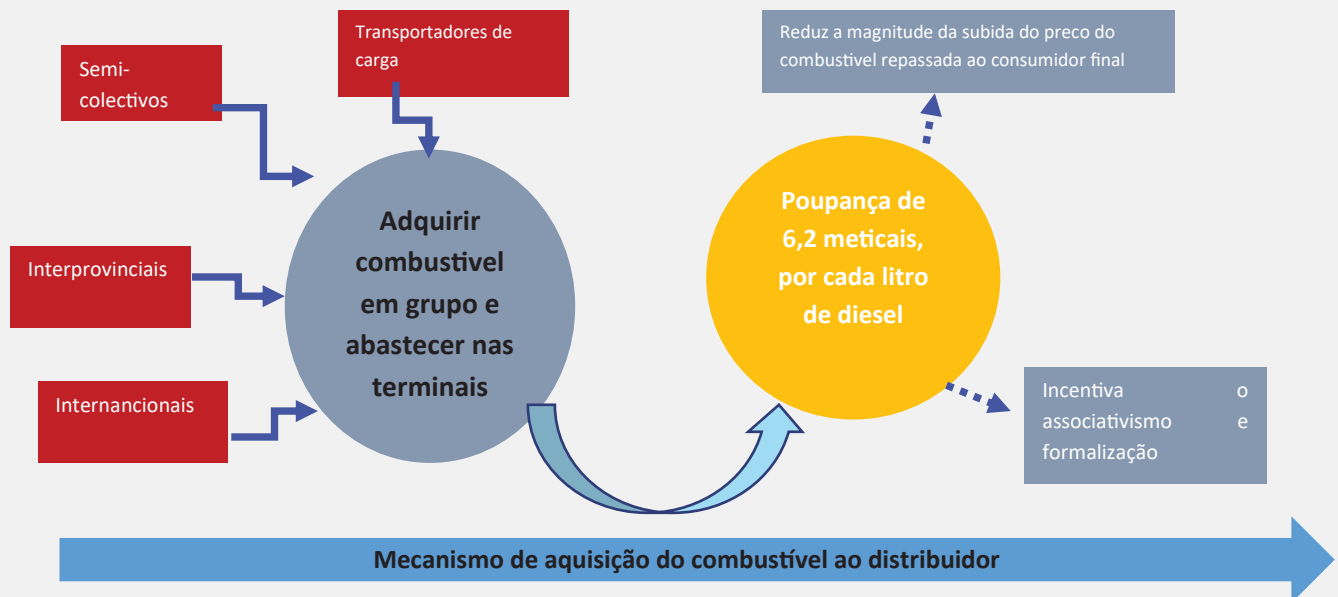 Transportadores de
carga
Reduz a magnitude da subida do preco do
combustivel repassada ao consumidor final
Semi-
colectivos
Adquirir
combustivel
em grupo e
abastecer nas
terminais
Poupança de
6,2 meticais,
por cada litro
de diesel
Interprovinciais
Internancionais
Incentiva o
associativismo e
formalização
Mecanismo de aquisição do combustível ao distribuidor